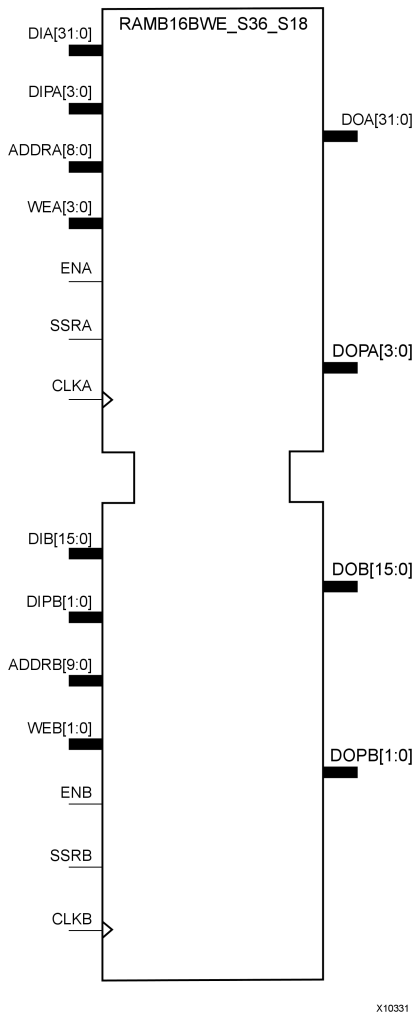 RAMB16BWE_S36_S18
DIA[31:0]
DIPA[3:0]
DOA[31:0]
ADDRA[8:0]
WEA[3:0]
ENA
SSRA
DOPA[3:0]
CLKA
DIB[15:0]
DOB[15:0]
DIPB[1:0]
ADDRB[9:0]
WEB[1:0]
DOPB[1:0]
ENB
SSRB
CLKB
X10331